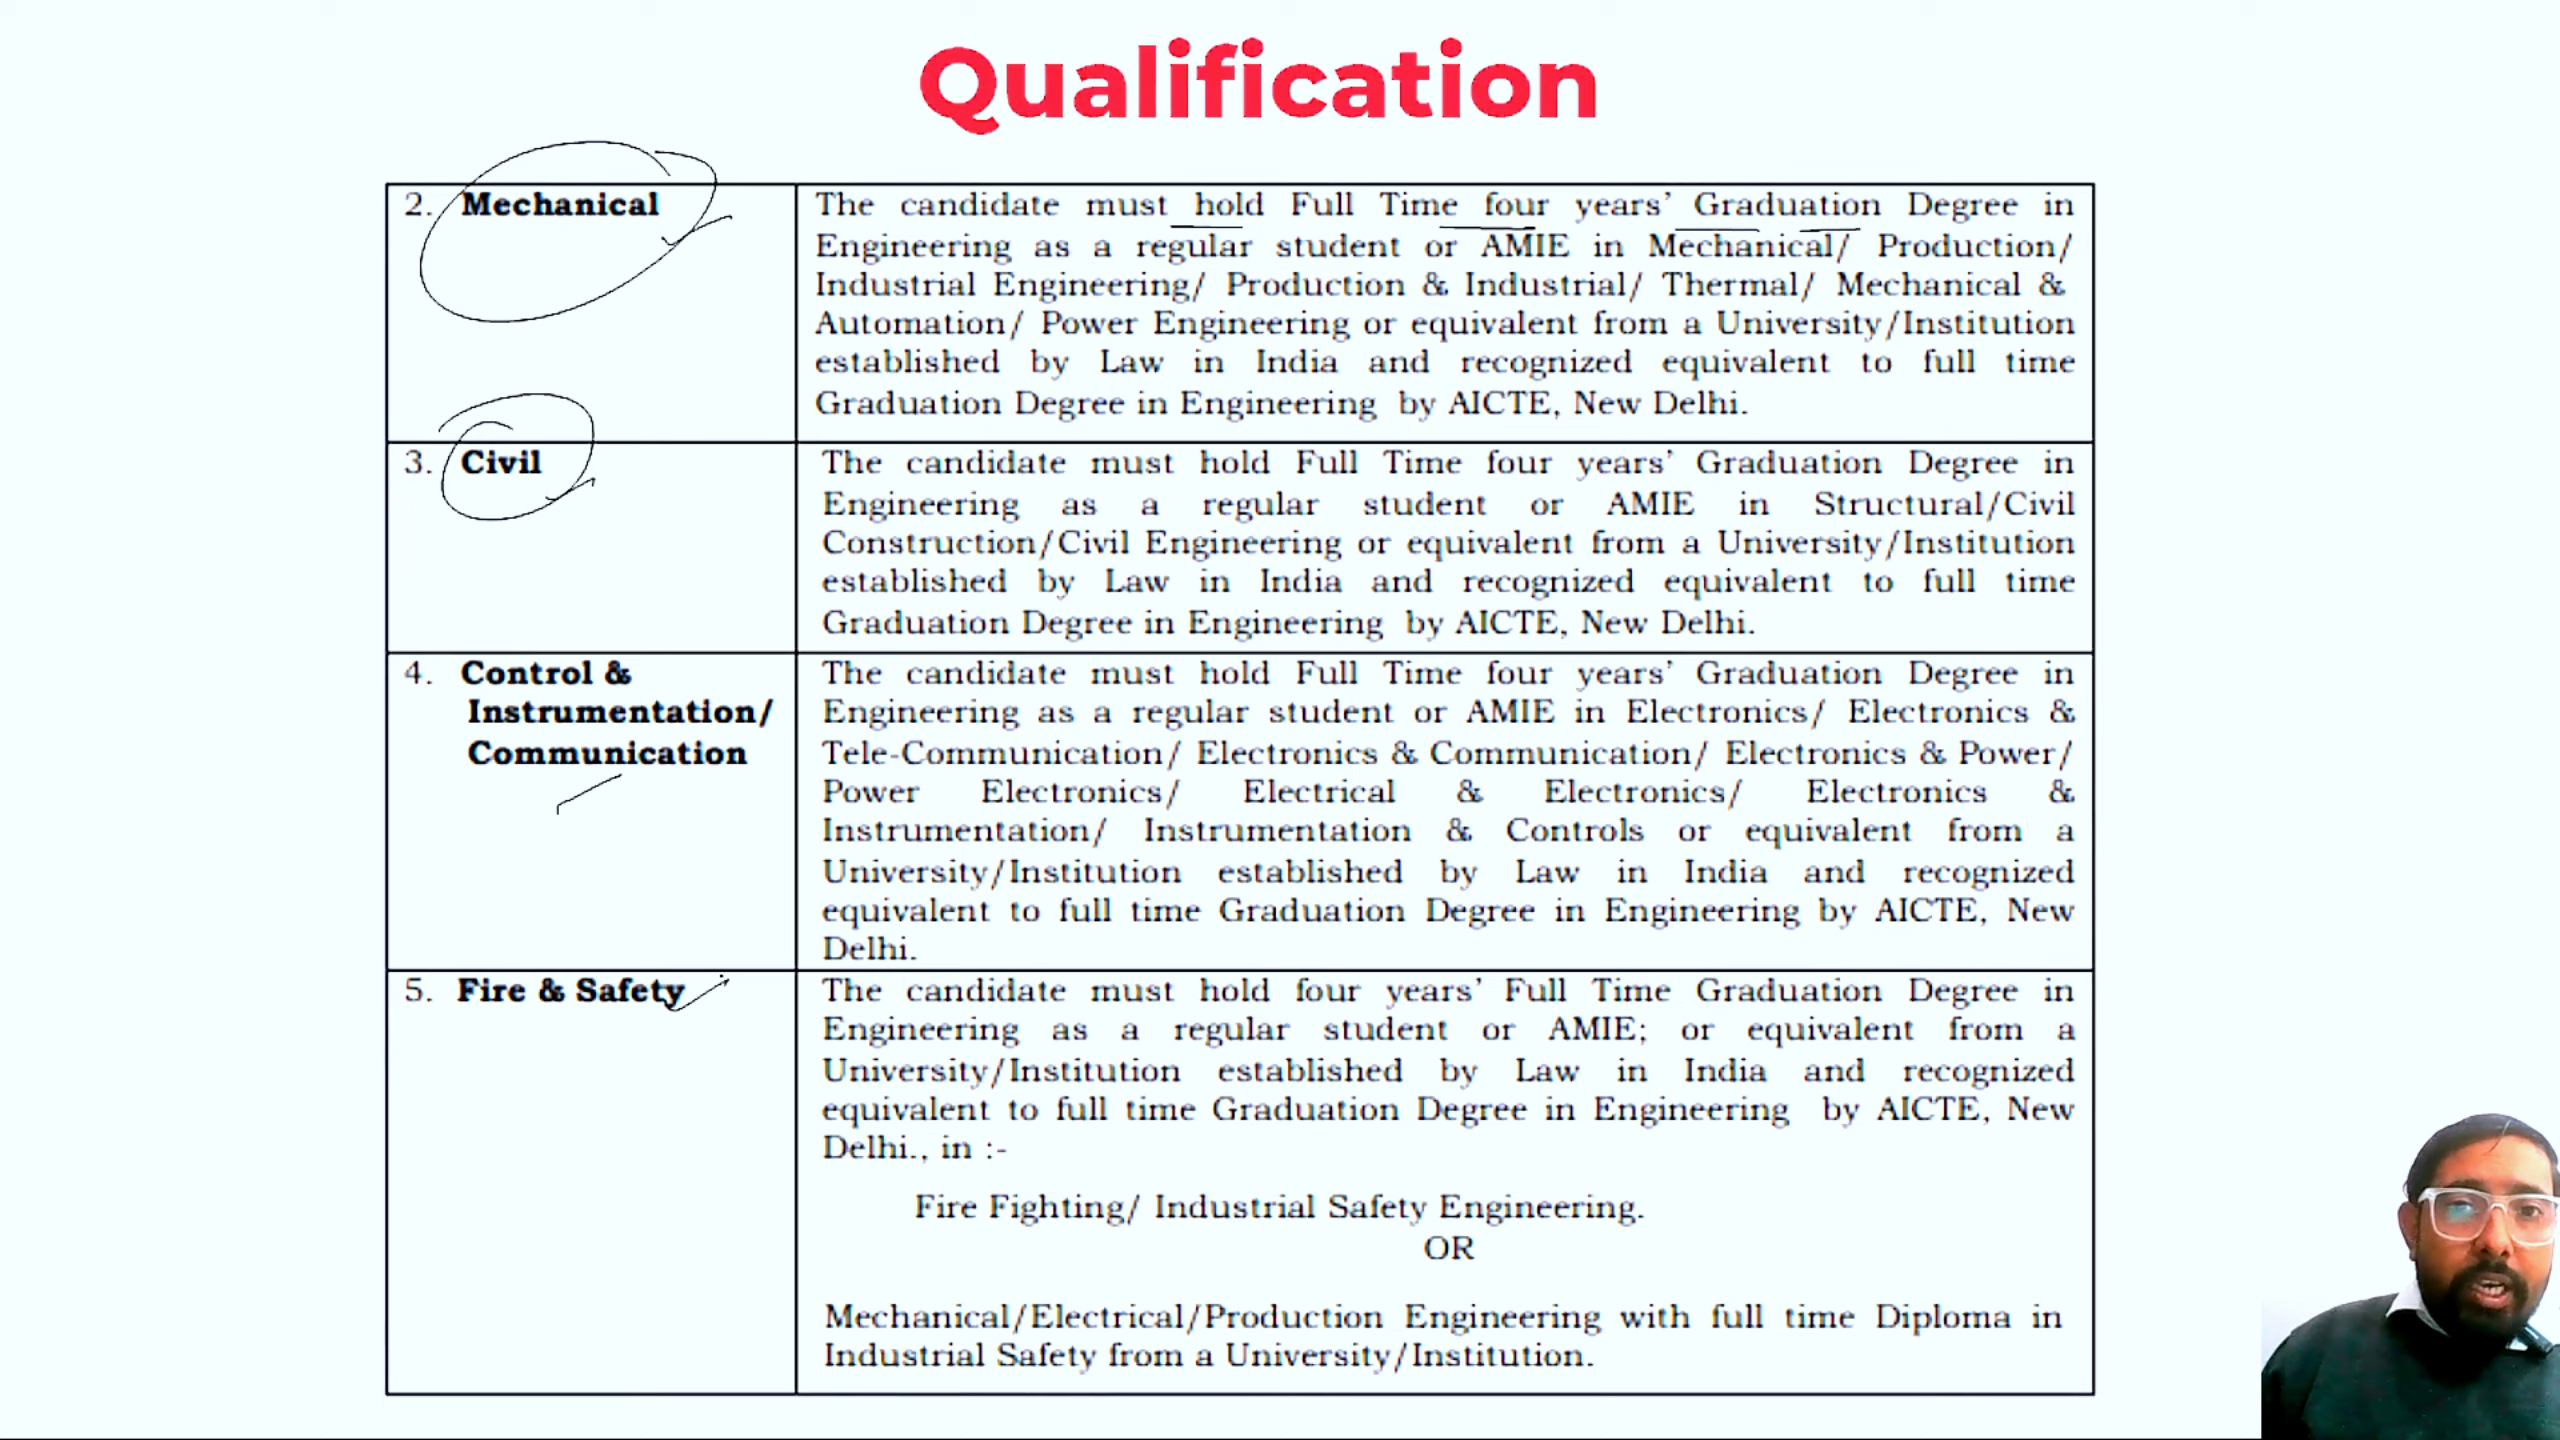 Qualification
2. Mechanical
The candidate must hold Full Time four years’ Graduation Degree in
Engineering as a regular student or AMIE in Mechanical/ Production/
Industrial Engineering/ Production & Industrial/ Thermal/ Mechanical &
Automation/ Power Engineering or equivalent from a University/Institution
established by Law in India and recognized equivalent to full time
Graduation Degree in Engineering by AICTE, New Delhi.
3. Civil
The candidate must hold Full Time four years’ Graduation Degree in
Engineering as a regular student or AMIE in Structural/Civil
Construction/Civil Engineering or equivalent from a University/Institution
established by Law in India and recognized equivalent to full time
Graduation Degree in Engineering by AICTE, New Delhi.
4. Control &
Instrumentation/
Communication
The candidate must hold Full Time four years’ Graduation Degree in
Engineering as a regular student or AMIE in Electronics/ Electronics &
Tele-Communication/ Electronics & Communication/ Electronics & Power/
Power Electronics/ Electrical & Electronics/ Electronics &
Instrumentation/ Instrumentation & Controls or equivalent from a
University/Institution established by Law in India and recognized
equivalent to full time Graduation Degree in Engineering by AICTE, New
Delhi.
5. Fire & Safety
The candidate must hold four years’ Full Time Graduation Degree in
Engineering as a regular student or AMIE; or equivalent from a
University/Institution established by Law in India and recognized
equivalent to full time Graduation Degree in Engineering by AICTE, New
Delhi., in :-
Fire Fighting/ Industrial Safety Engineering.
OR
Mechanical/Electrical/Production Engineering with full time Diploma in
Industrial Safety from a University/Institution.